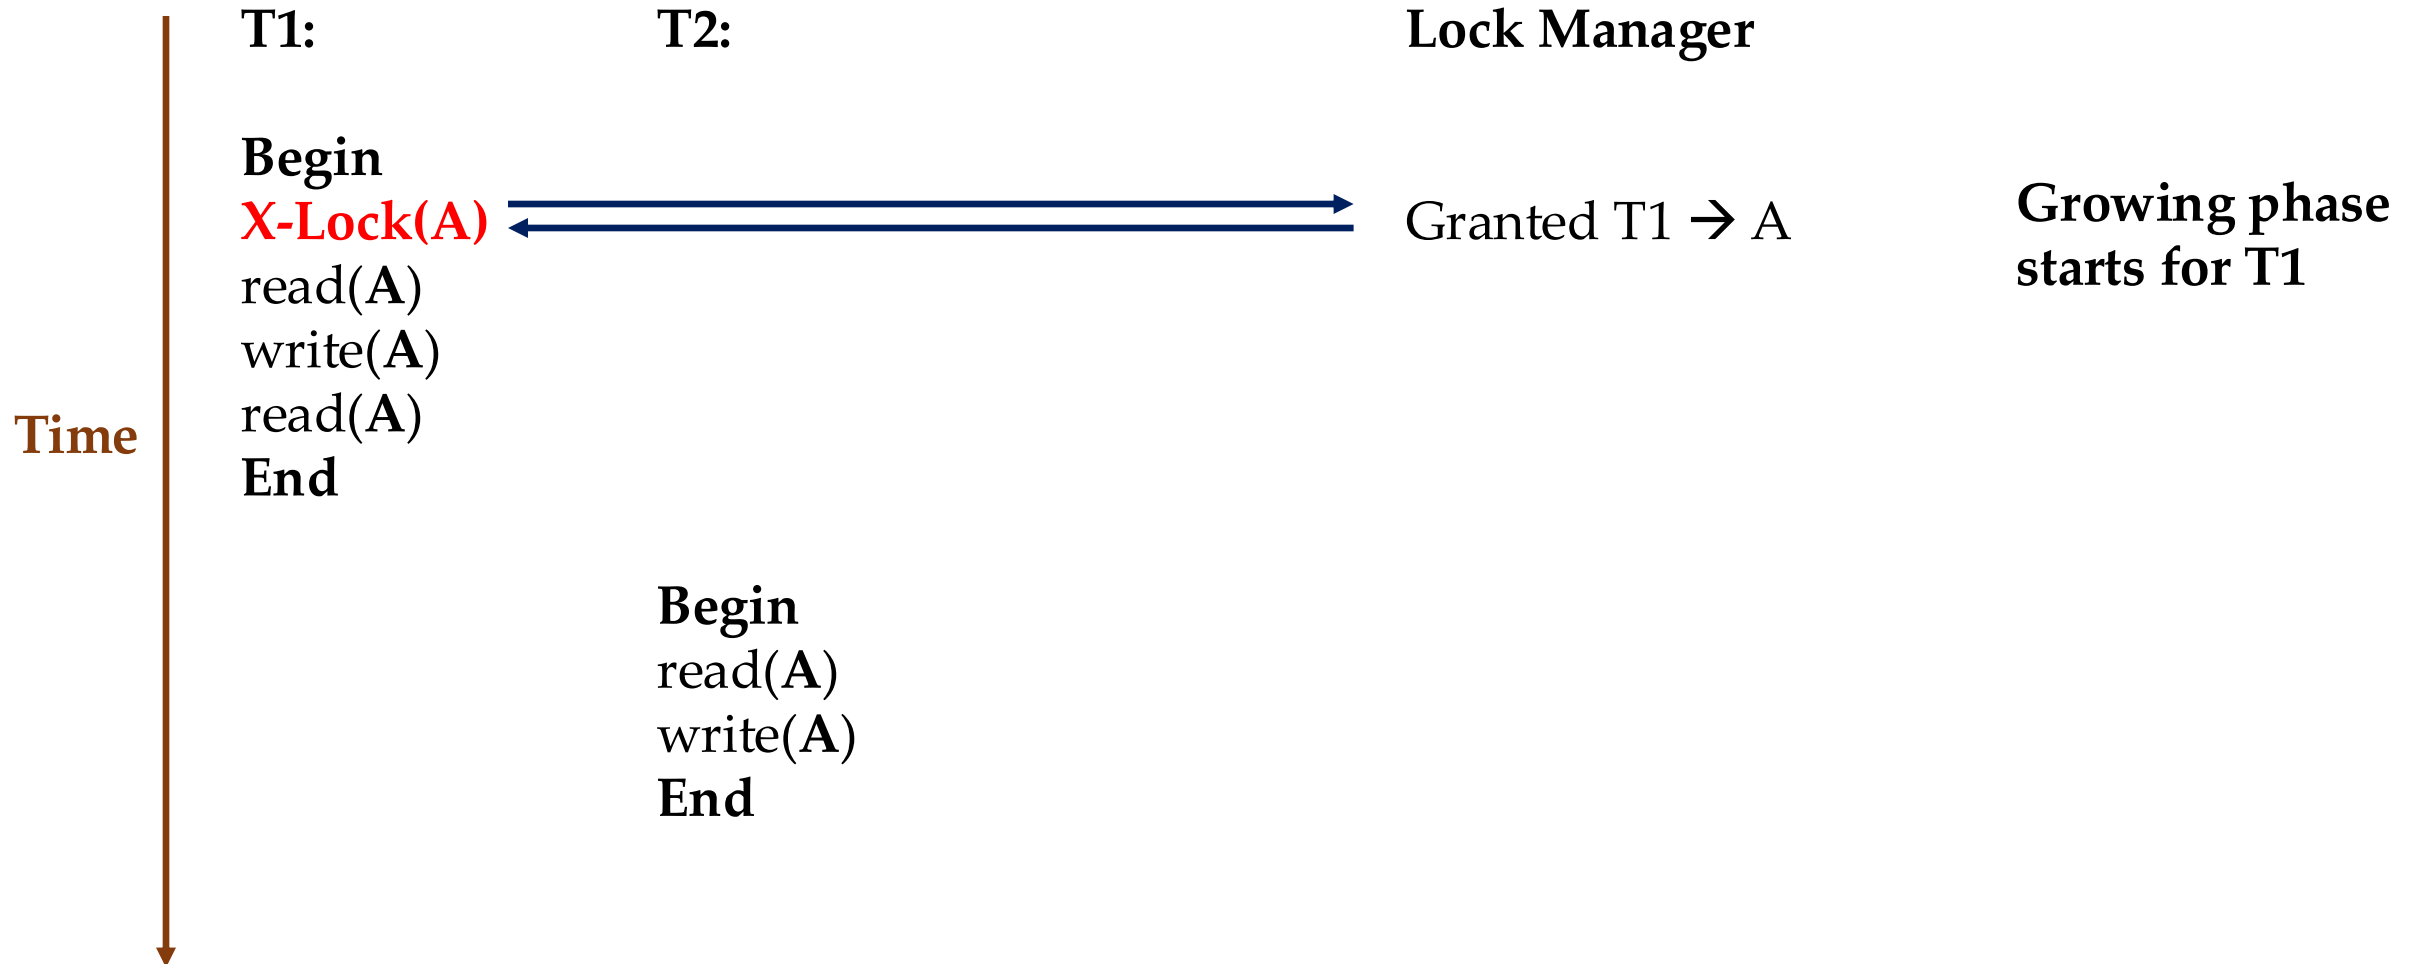 T1:
T2:
Lock Manager
Begin
X-Lock(A)
Granted T1 → A
Growing phase
starts for T1
read(A)
write(A)
read(A)
Time
End
Begin
read(A)
write(A)
End